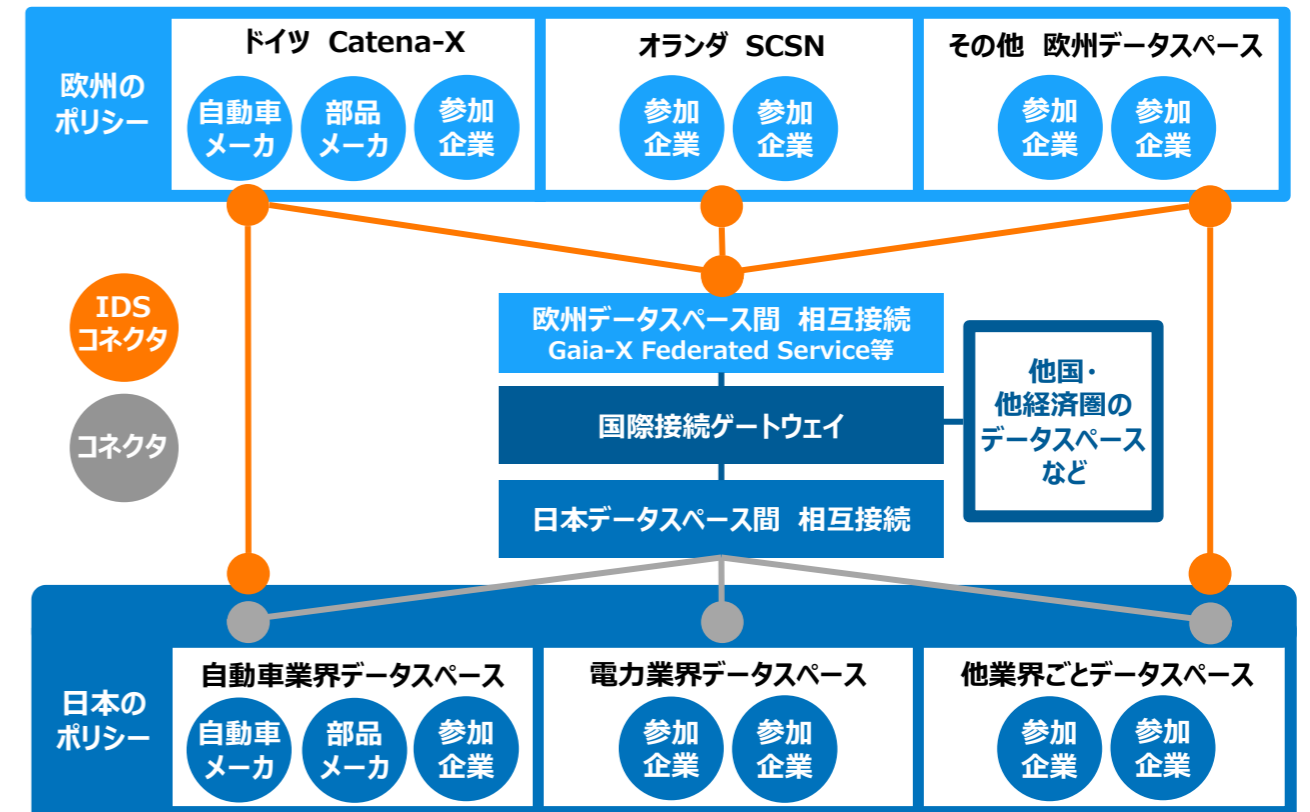 欧州の
ポリシー
ドイツ Catena-X
自動車
メーカ
部品
メーカ
参加
企業
オランダ SCSN
参加
企業
参加
企業
その他 欧州データスペース
参加
企業
参加
企業
IDS
コネクタ
コネクタ
欧州データスペース間 相互接続
Gaia-X Federated Service等
国際接続ゲートウェイ
日本データスペース間 相互接続
他国・
他経済圏の
データスペース
など
日本の
ポリシー
自動車業界データスペース
自動車
メーカ
部品
メーカ
参加
企業
電力業界データスペース
参加
企業
参加
企業
他業界ごとデータスペース
参加
企業
参加
企業